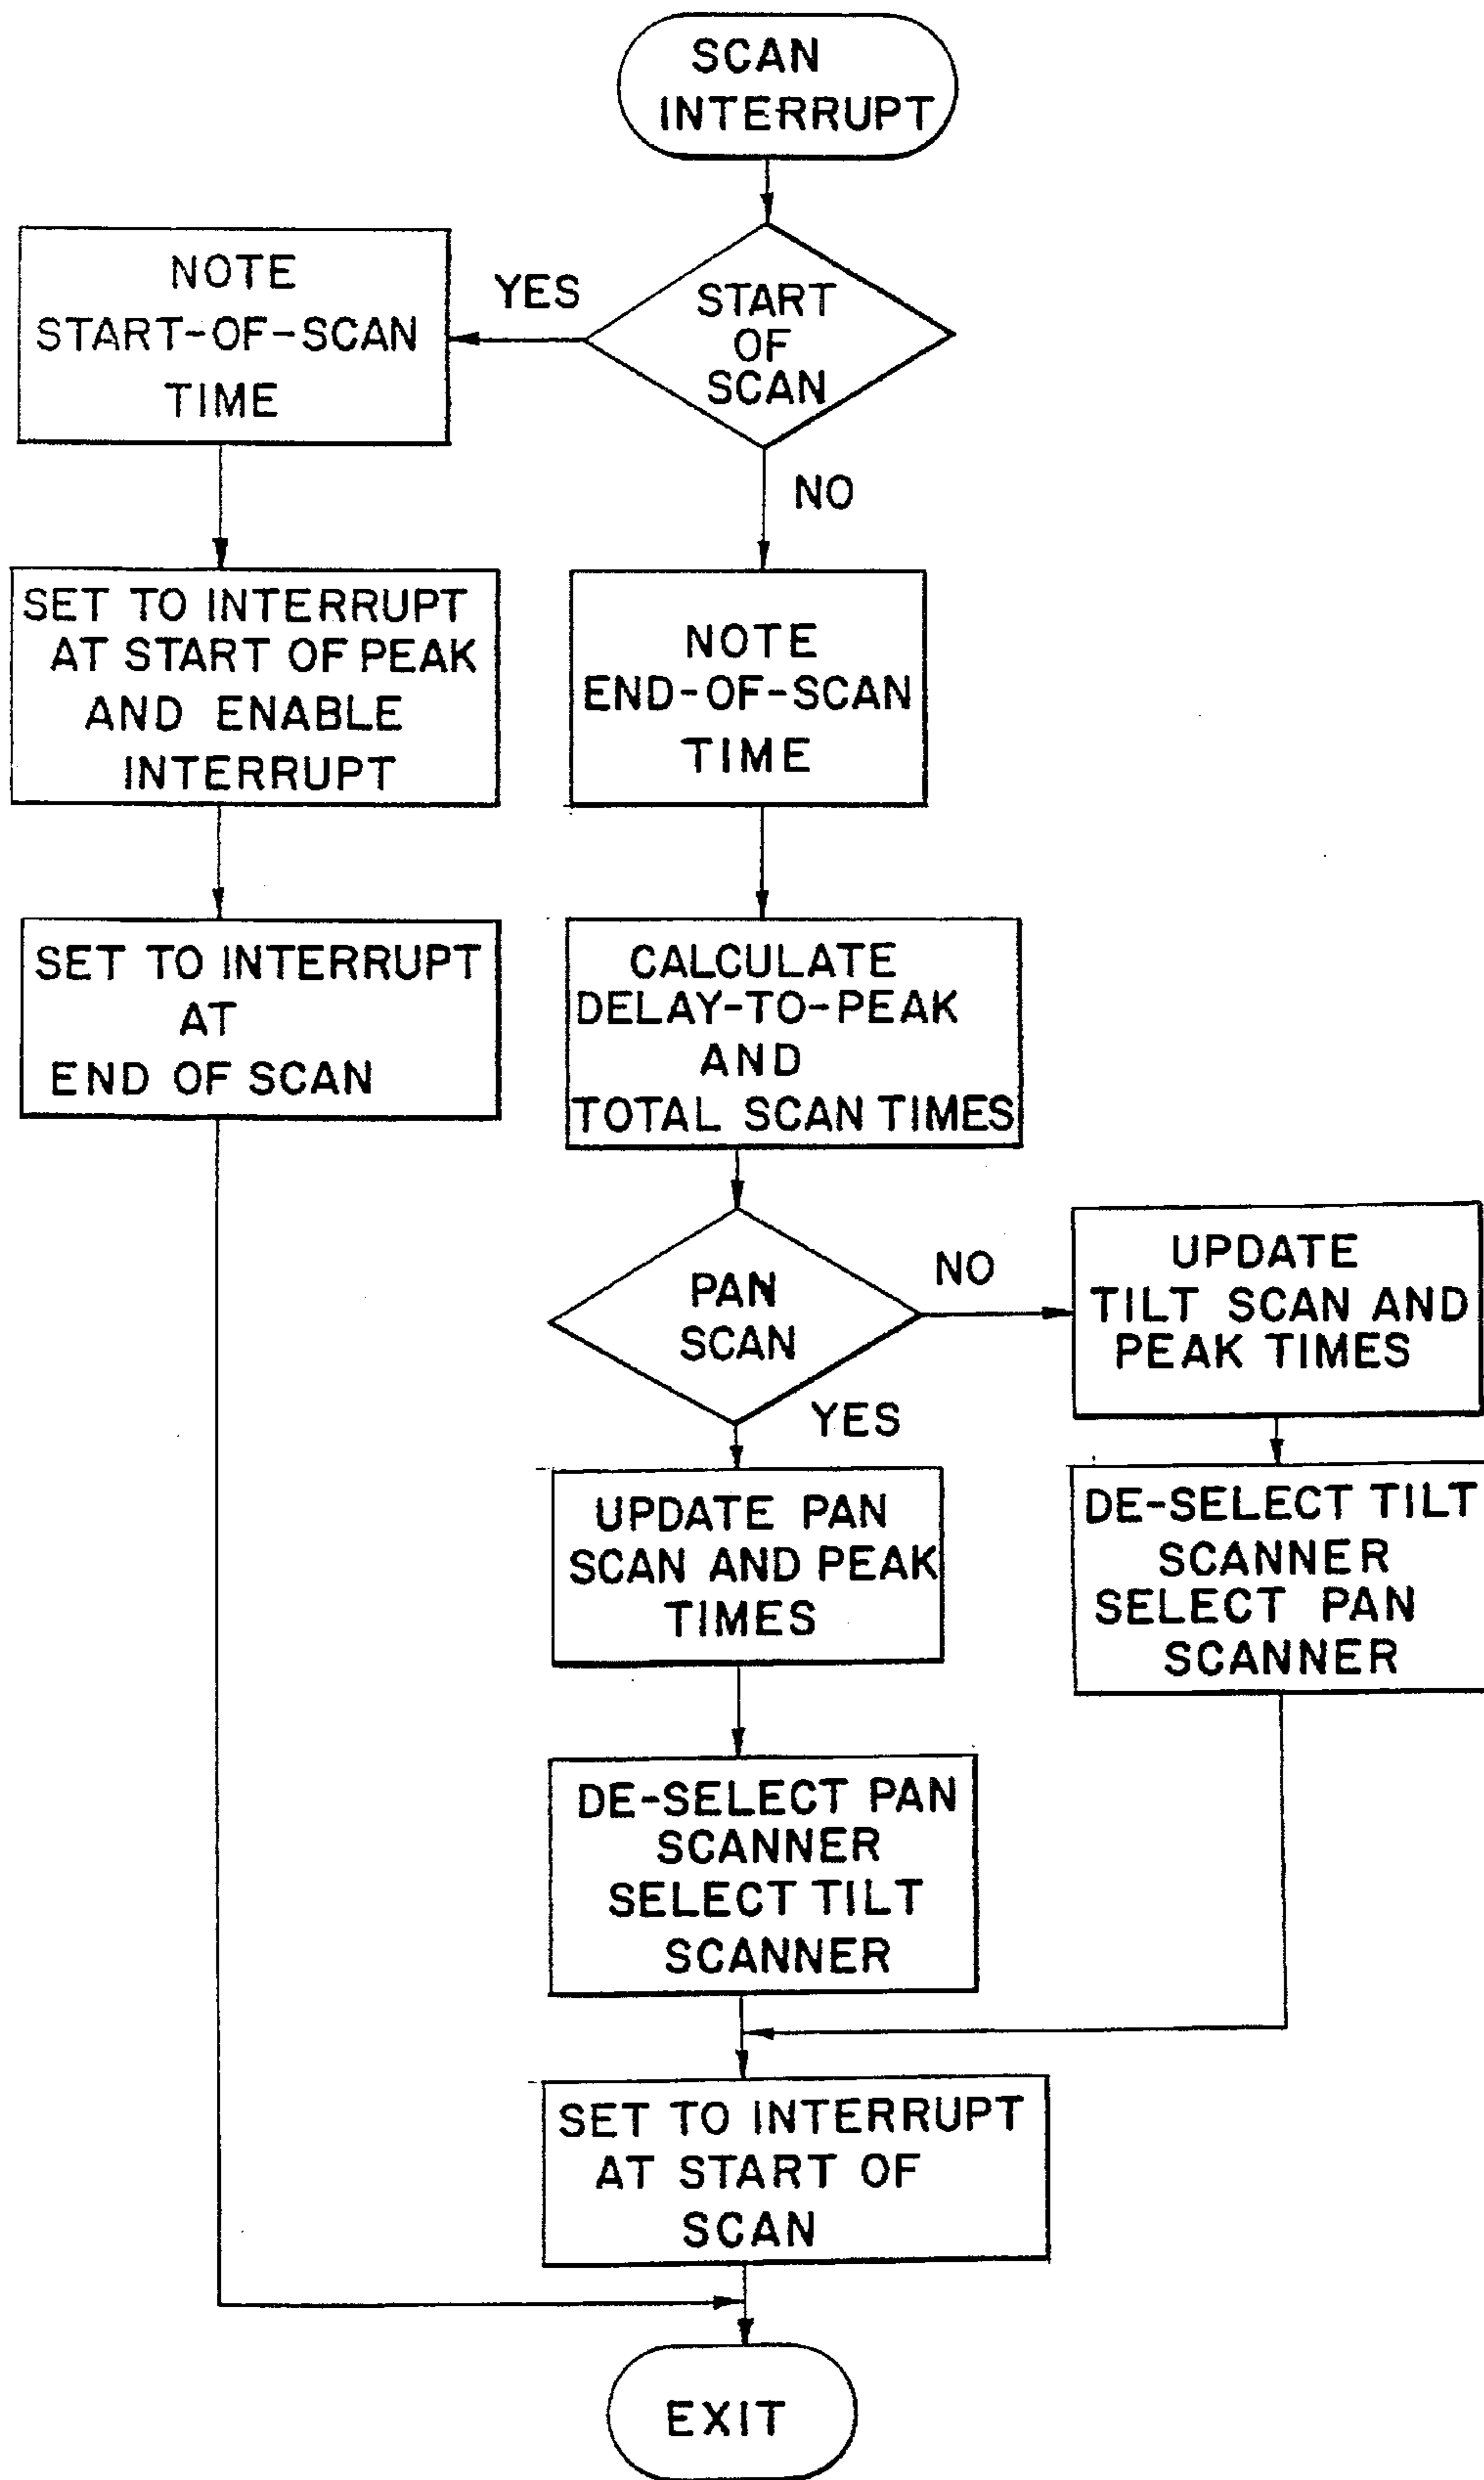 SCAN
INTERRUPT
START
OF
SCAN
YES
NO
NOTE
START-OF-SCAN
TIME
SET TO INTERRUPT
AT START OF PEAK
AND ENABLE
INTERRUPT
SET TO INTERRUPT
AT
END OF SCAN
NOTE
END-OF-SCAN
TIME
CALCULATE
DELAY-TO-PEAK
AND
TOTAL SCAN TIMES
PAN
SCAN
NO
YES
UPDATE
TILT SCAN AND
PEAK TIMES
DE-SELECT TILT
SCANNER
SELECT PAN
SCANNER
UPDATE PAN
SCAN AND PEAK
TIMES
DE-SELECT PAN
SCANNER
SELECT TILT
SCANNER
SET TO INTERRUPT
AT START OF
SCAN
EXIT